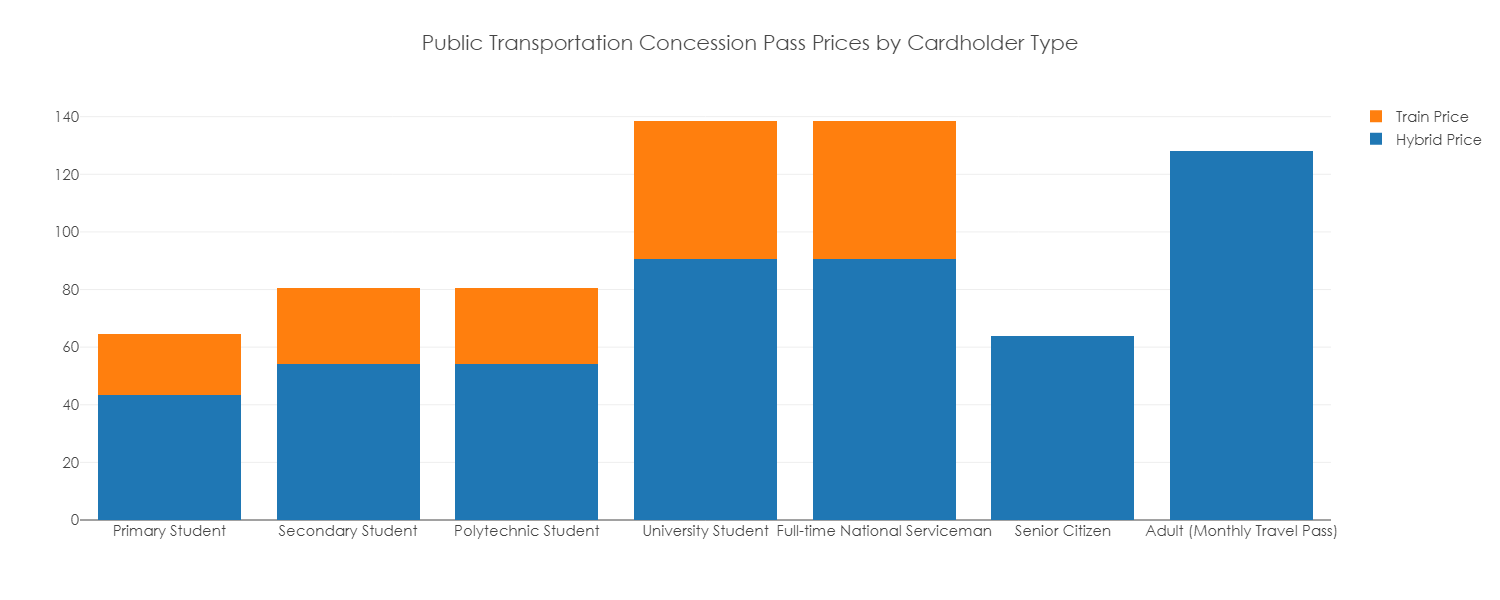 Public Transportation Concession Pass Prices by Cardholder Type
140
120
100
80
60
40
20
0
Primary Student
Secondary Student
Polytechnic Student
University Student
Full-time National Serviceman
Senior Citizen
Adult (Monthly Travel Pass)
Train Price
Hybrid Price